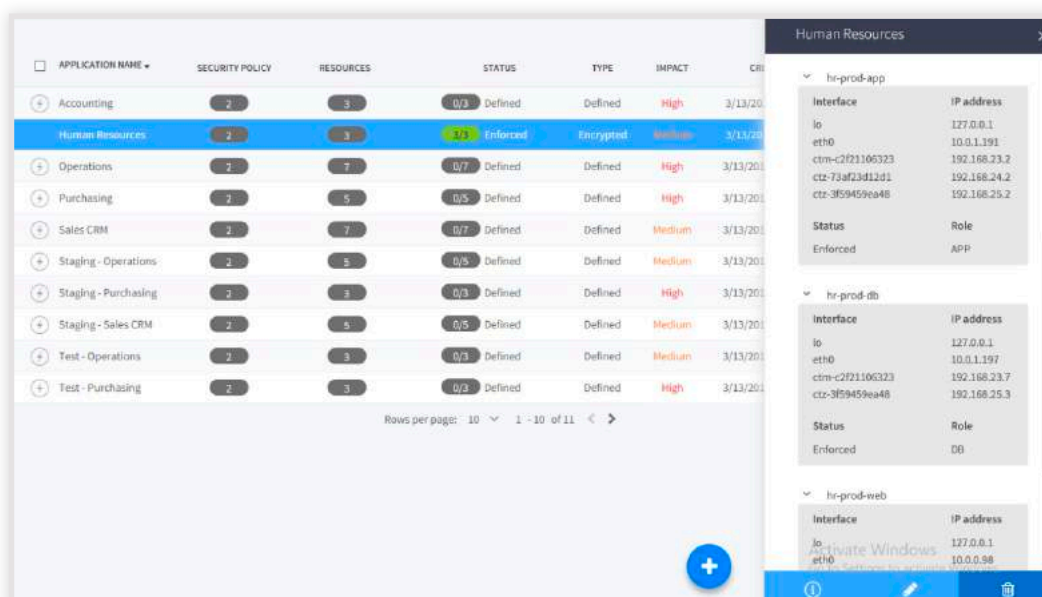 Human Resources
APPLICATION NAME SECURITY POLICY RESOURCES STATUS TYPE IMPACT
Accounting 2 3 0/3 Defined Defined High
Human Resources 2 3 3/3 Enforced Encrypted Medium
Operations 2 7 0/7 Defined Defined High
Purchasing 2 5 0/5 Defined Defined High
Sales CRM 2 7 0/7 Defined Defined Medium
Staging - Operations 2 5 0/5 Defined Defined Medium
Staging - Purchasing 2 3 0/3 Defined Defined High
Staging - Sales CRM 2 5 0/5 Defined Defined Medium
Test - Operations 2 3 0/3 Defined Defined Medium
Test - Purchasing 2 3 0/3 Defined Defined High
Rows per page: 10 1 - 10 of 11
hr-prod-app
Interface IP address
lo 127.0.0.1
eth0 10.0.1.191
ctm-c2f21106323 192.168.23.2
ctz-73af23d12d1 192.168.24.2
ctz-3f59459ea48 192.168.25.2
Status Role
Enforced APP
hr-prod-db
Interface IP address
lo 127.0.0.1
eth0 10.0.1.197
ctm-c2f21106323 192.168.23.7
ctz-3f59459ea48 192.168.25.3
Status Role
Enforced DB
hr-prod-web
Interface IP address
lo 127.0.0.1
Activate Windows
eth0 10.0.0.98
Go to Settings to activate Windows.